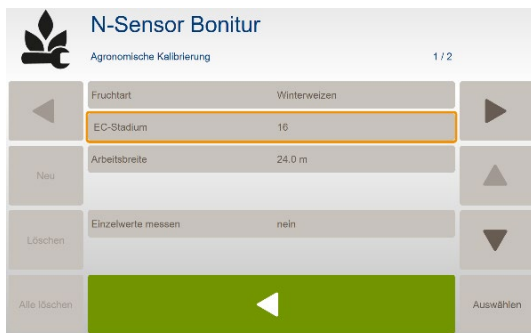 N-Sensor Bonitur
Agronomische Kalibrierung 1 / 2
Fruchtart Winterweizen
EC-Stadium 16
Arbeitsbreite 24.0 m
Neu
Einzelwerte messen nein
Löschen
Alle löschen Auswählen